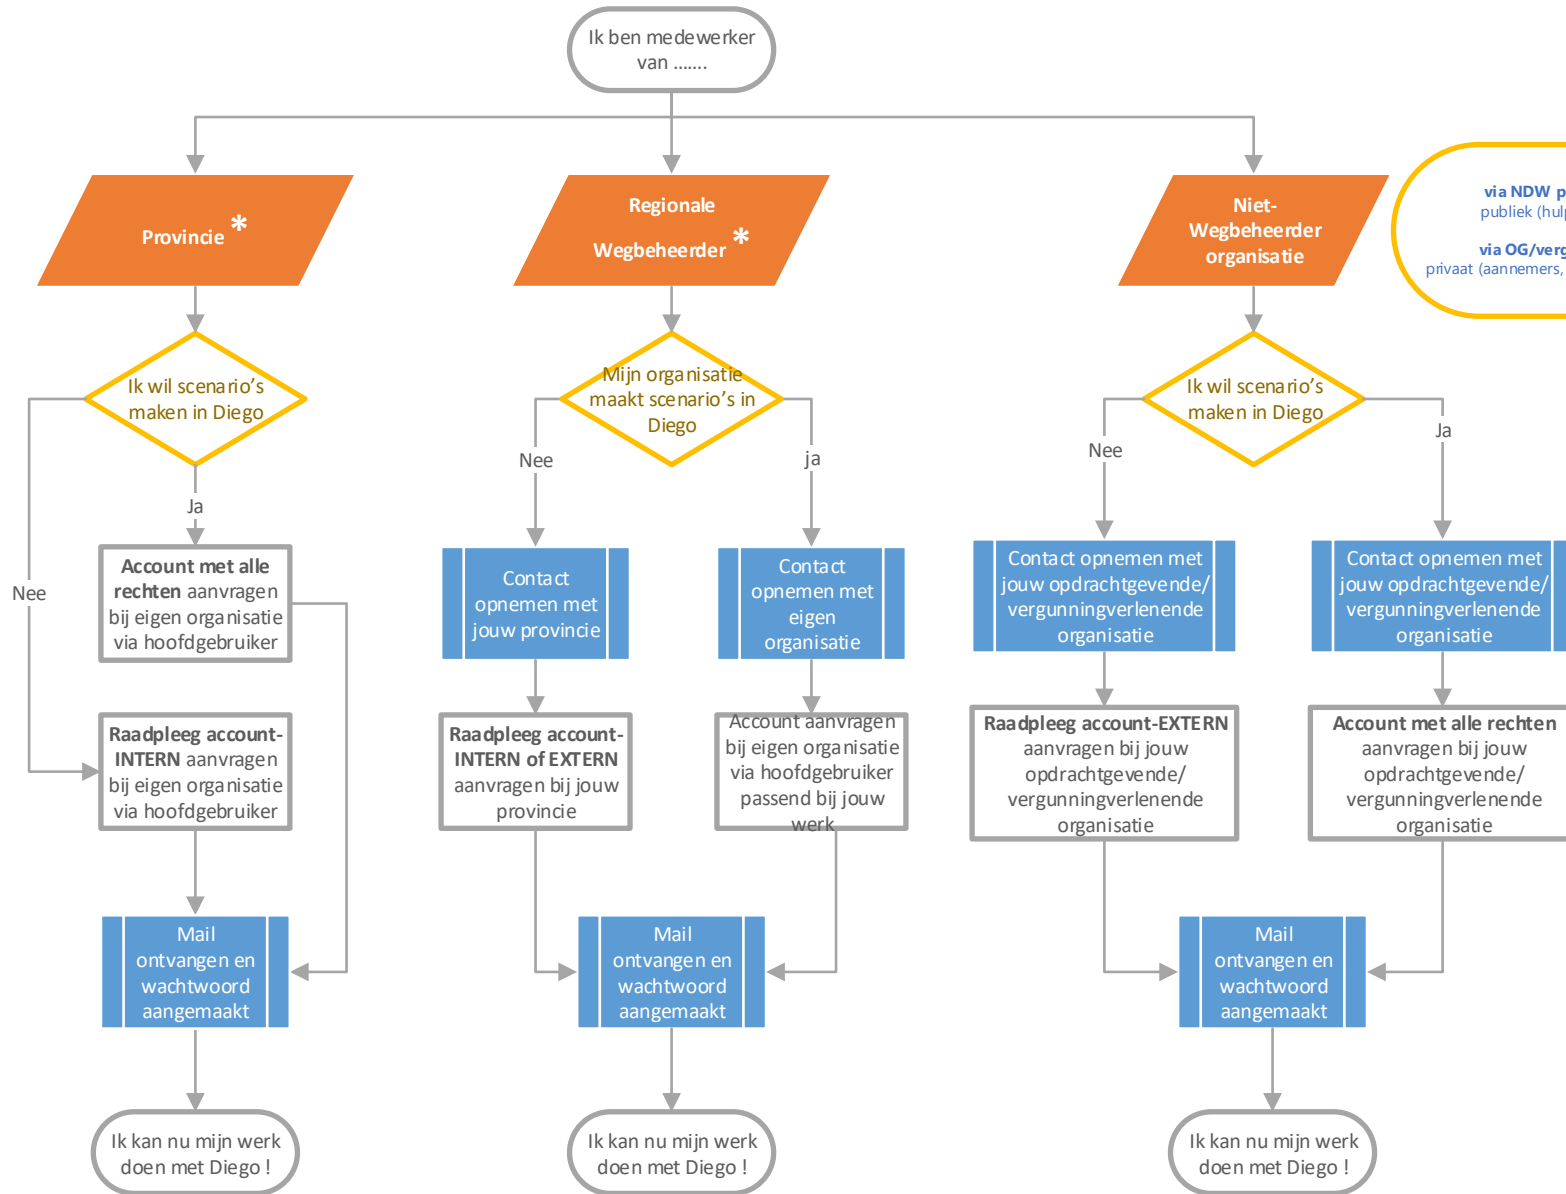 Ik ben medewerker
van .......
Provincie *
Regionale
Wegbeheerder *
Niet-
Wegbeheerder
organisatie
via NDW
publiek
via
privaat (aannemers,
Ik wil scenario's
maken in Diego
Mijn organisatie
maakt scenario's in
Diego
Ik wil scenario's
maken in Diego
Nee
Ja
Nee
ja
Nee
Ja
Account met alle
rechten aanvragen
bij eigen organisatie
via hoofdgebruiker
Contact
opnemen met
jouw provincie
Contact
opnemen met
eigen
organisatie
Contact opnemen met
jouw opdrachtgevende/
vergunningverlenende
organisatie
Contact opnemen met
jouw opdrachtgevende/
vergunningverlenende
organisatie
Raadpleeg account-
INTERN aanvragen
bij eigen organisatie
via hoofdgebruiker
Raadpleeg account-
INTERN of EXTERN
aanvragen bij jouw
provincie
Account aanvragen
bij eigen organisatie
via hoofdgebruiker
passend bij jouw
werk
Raadpleeg account-EXTERN
aanvragen bij jouw
opdrachtgevende/
vergunningverlenende
organisatie
Account met alle rechten
aanvragen bij jouw
opdrachtgevende/
vergunningverlenende
organisatie
Mail
ontvangen en
wachtwoord
aangemaakt
Mail
ontvangen en
wachtwoord
aangemaakt
Mail
ontvangen en
wachtwoord
aangemaakt
Ik kan nu mijn werk
doen met Diego !
Ik kan nu mijn werk
doen met Diego !
Ik kan nu mijn werk
doen met Diego !